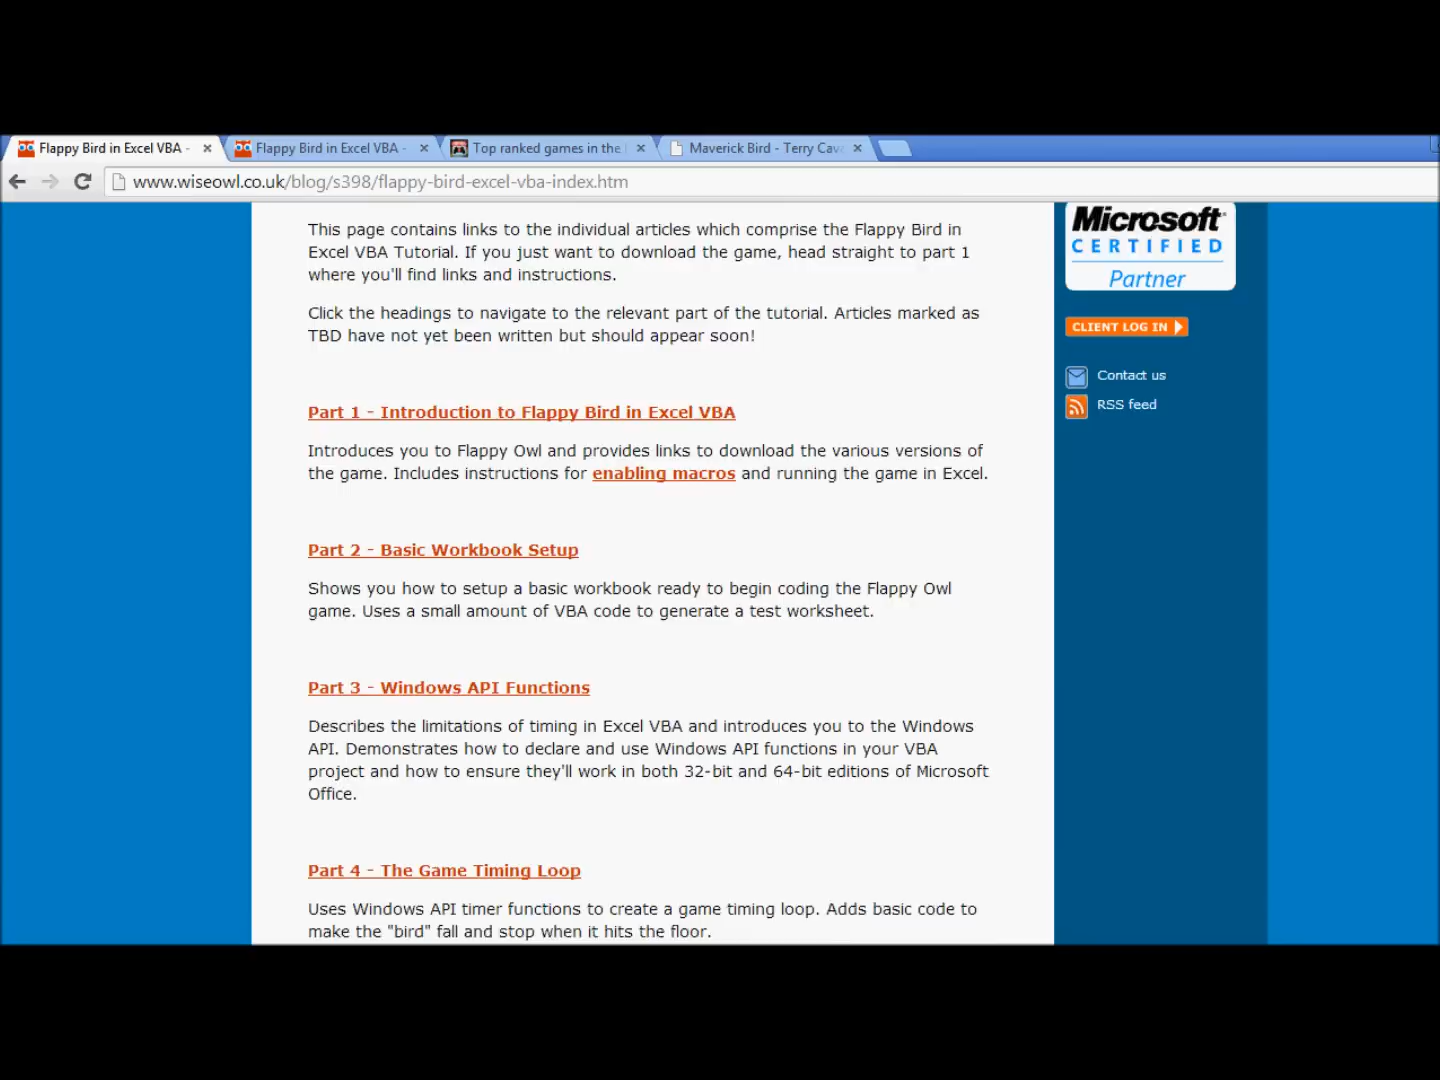 Flappy Bird in Excel VBA -
Flappy Bird in Excel VBA -
Top ranked games in the
Maverick Bird - Terry Cav
www.wiseowl.co.uk/blog/s398/flappy-bird-excel-vba-index.htm
This page contains links to the individual articles which comprise the Flappy Bird in
Excel VBA Tutorial. If you just want to download the game, head straight to part 1
where you'll find links and instructions.
Click the headings to navigate to the relevant part of the tutorial. Articles marked as
TBD have not yet been written but should appear soon!
Part 1 - Introduction to Flappy Bird in Excel VBA
Introduces you to Flappy Owl and provides links to download the various versions of
the game. Includes instructions for enabling macros and running the game in Excel.
Part 2 - Basic Workbook Setup
Shows you how to setup a basic workbook ready to begin coding the Flappy Owl
game. Uses a small amount of VBA code to generate a test worksheet.
Part 3 - Windows API Functions
Describes the limitations of timing in Excel VBA and introduces you to the Windows
API. Demonstrates how to declare and use Windows API functions in your VBA
project and how to ensure they'll work in both 32-bit and 64-bit editions of Microsoft
Office.
Part 4 - The Game Timing Loop
Uses Windows API timer functions to create a game timing loop. Adds basic code to
make the "bird" fall and stop when it hits the floor.
Microsoft
CERTIFIED
Partner
CLIENT LOG IN
Contact us
RSS feed